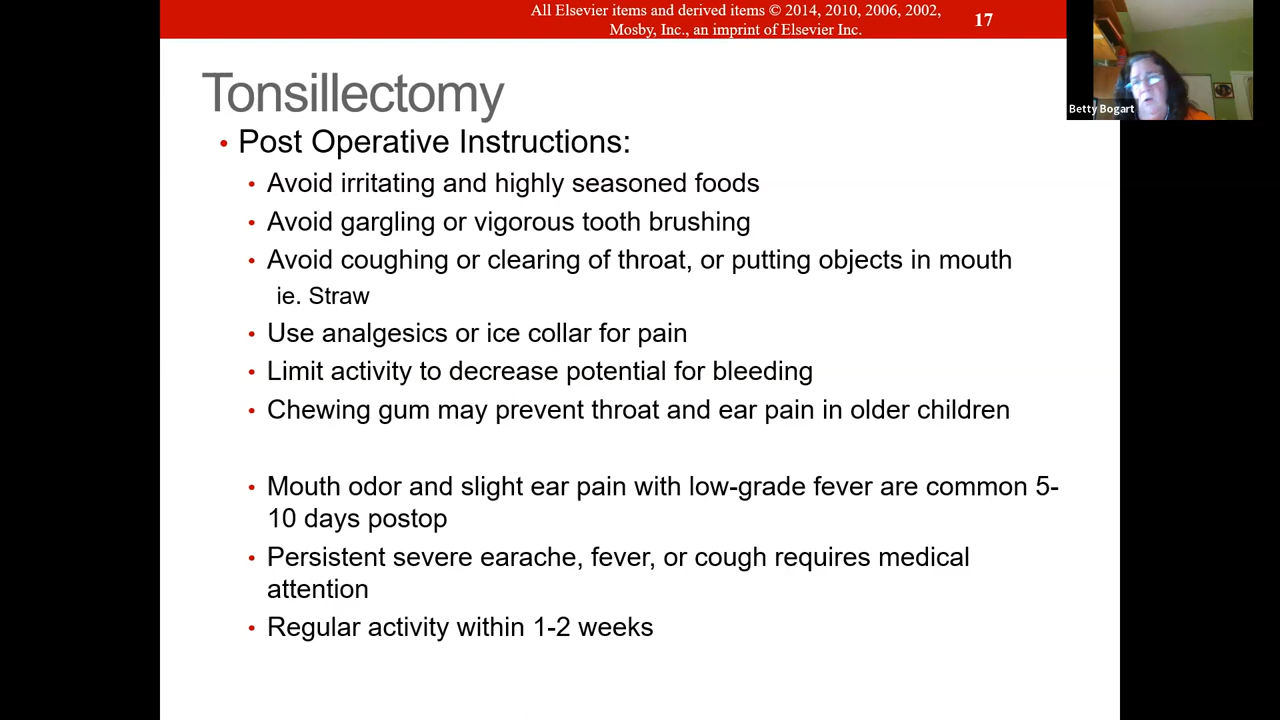 All Elsevier items and derived items © 2014, 2010, 2006, 2002,
Mosby, Inc., an imprint of Elsevier Inc.
17
Betty Bogart
Tonsillectomy
• Post Operative Instructions:
• Avoid irritating and highly seasoned foods
• Avoid gargling or vigorous tooth brushing
• Avoid coughing or clearing of throat, or putting objects in mouth
ie. Straw
• Use analgesics or ice collar for pain
• Limit activity to decrease potential for bleeding
• Chewing gum may prevent throat and ear pain in older children
• Mouth odor and slight ear pain with low-grade fever are common 5-
10 days postop
• Persistent severe earache, fever, or cough requires medical
attention
• Regular activity within 1-2 weeks